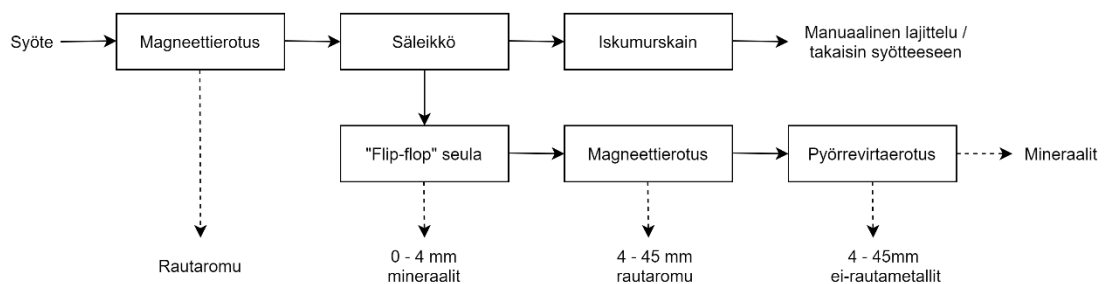 Syöte
Magneettierotus
Säleikkö
Iskumurskain
Manuaalinen lajittelu /
takaisin syötteeseen
"Flip-flop" seula
Magneettierotus
Pyörrevirtaerotus
Mineraalit
Rautaromu
0 - 4 mm
mineraalit
4 - 45 mm
rautaromu
4 - 45mm
ei-rautametallit